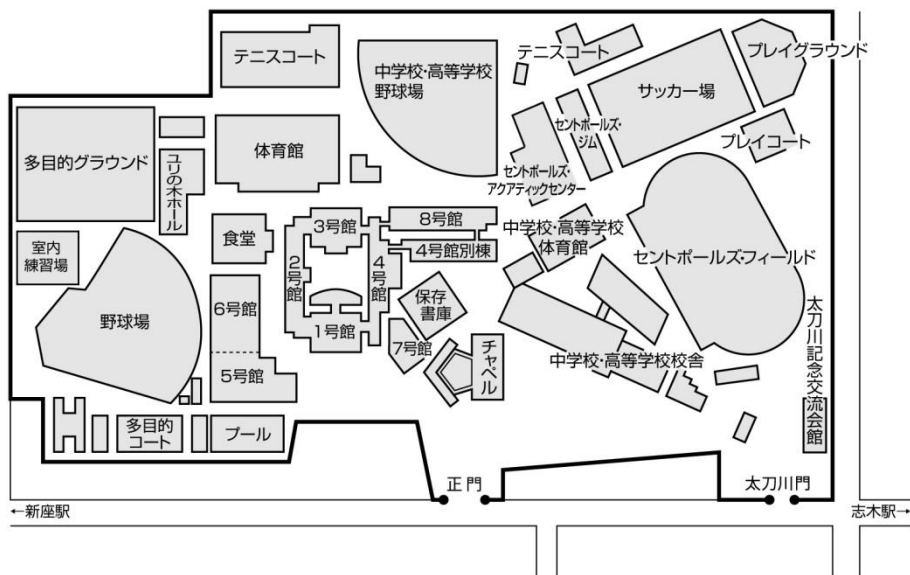 テニスコート
中学校・高等学校
野球場
テニスコート
プレイグラウンド
サッカー場
セントポールズ・
ジム
プレイコート
多目的グラウンド
ユリの木ホール
体育館
セントポールズ・
アクアティックセンター
食堂
3号館
8号館
4号館別棟
中学校・高等学校
体育館
セントポールズ・フィールド
室内
練習場
野球場
2号館
4号館
6号館
1号館
保存
書庫
7号館
チャペル
5号館
中学校・高等学校校舎
太刀川記念交流会館
多目的
コート
プール
正門
太刀川門
←新座駅
志木駅→